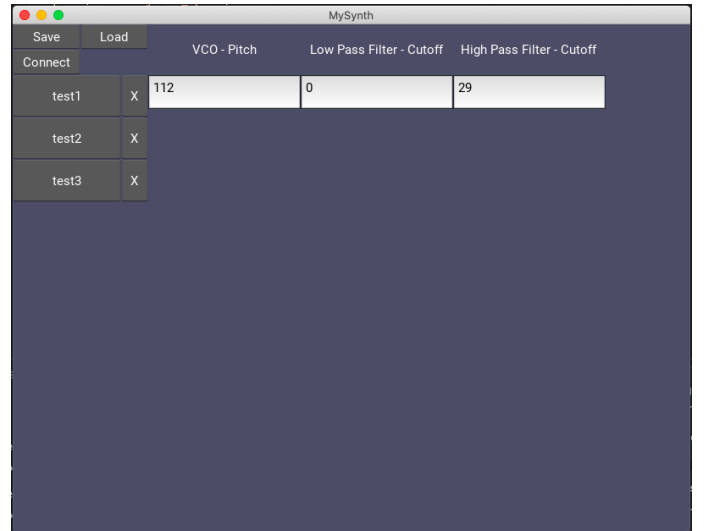 MySynth
Save Load
VCO - Pitch Low Pass Filter - Cutoff High Pass Filter - Cutoff
Connect
test1 X 112 0 29
test2 X
test3 X